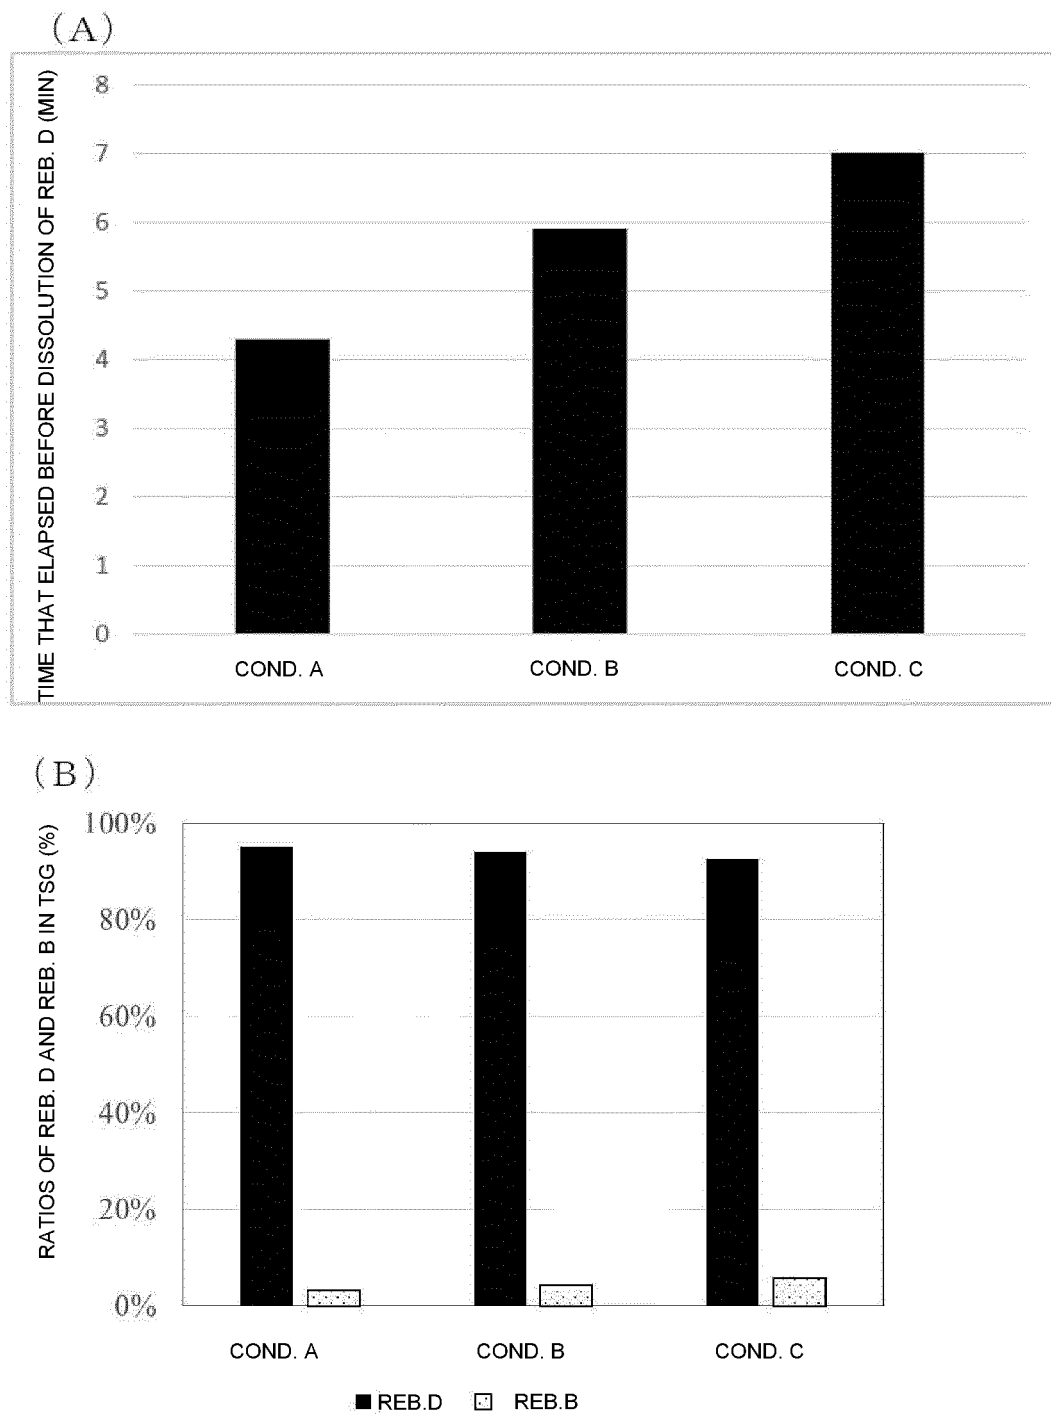 (A)
TIME THAT ELAPSED BEFORE DISSOLUTION OF REB. D (MIN)
8
7
6
5
4
3
2
1
0
COND. A COND. B COND. C
(B)
RATIOS OF REB. D AND REB. B IN TSG (%)
100%
80%
60%
40%
20%
0%
COND. A COND. B COND. C
REB.D REB.B